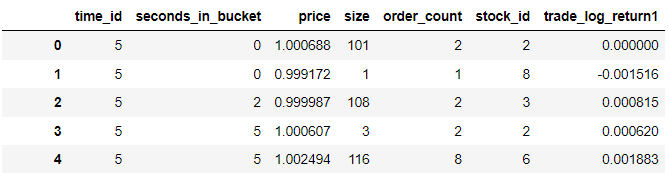 time_id seconds_in_bucket price size order_count stock_id trade_log_return1
0 5 0 1.000688 101 2 2 0.000000
1 5 0 0.999172 1 1 8 -0.001516
2 5 2 0.999987 108 2 3 0.000815
3 5 5 1.000607 3 2 2 0.000620
4 5 5 1.002494 116 8 6 0.001883